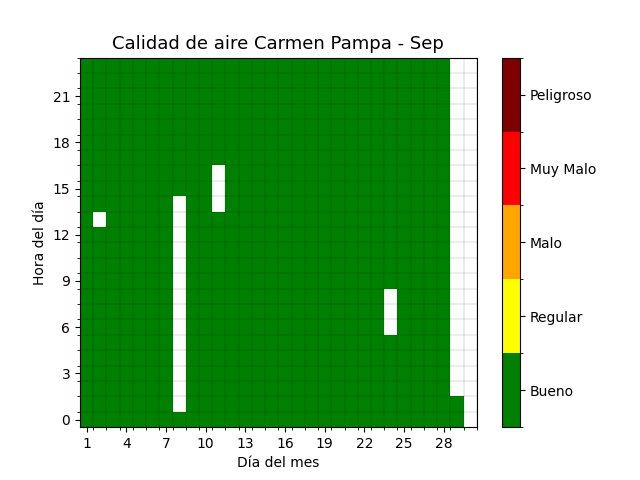 Calidad de aire Carmen Pampa - Sep
Hora del día
21
18
15
12
9
6
3
0
1 4 7 10 13 16 19 22 25 28
Día del mes
Peligroso
Muy Malo
Malo
Regular
Bueno